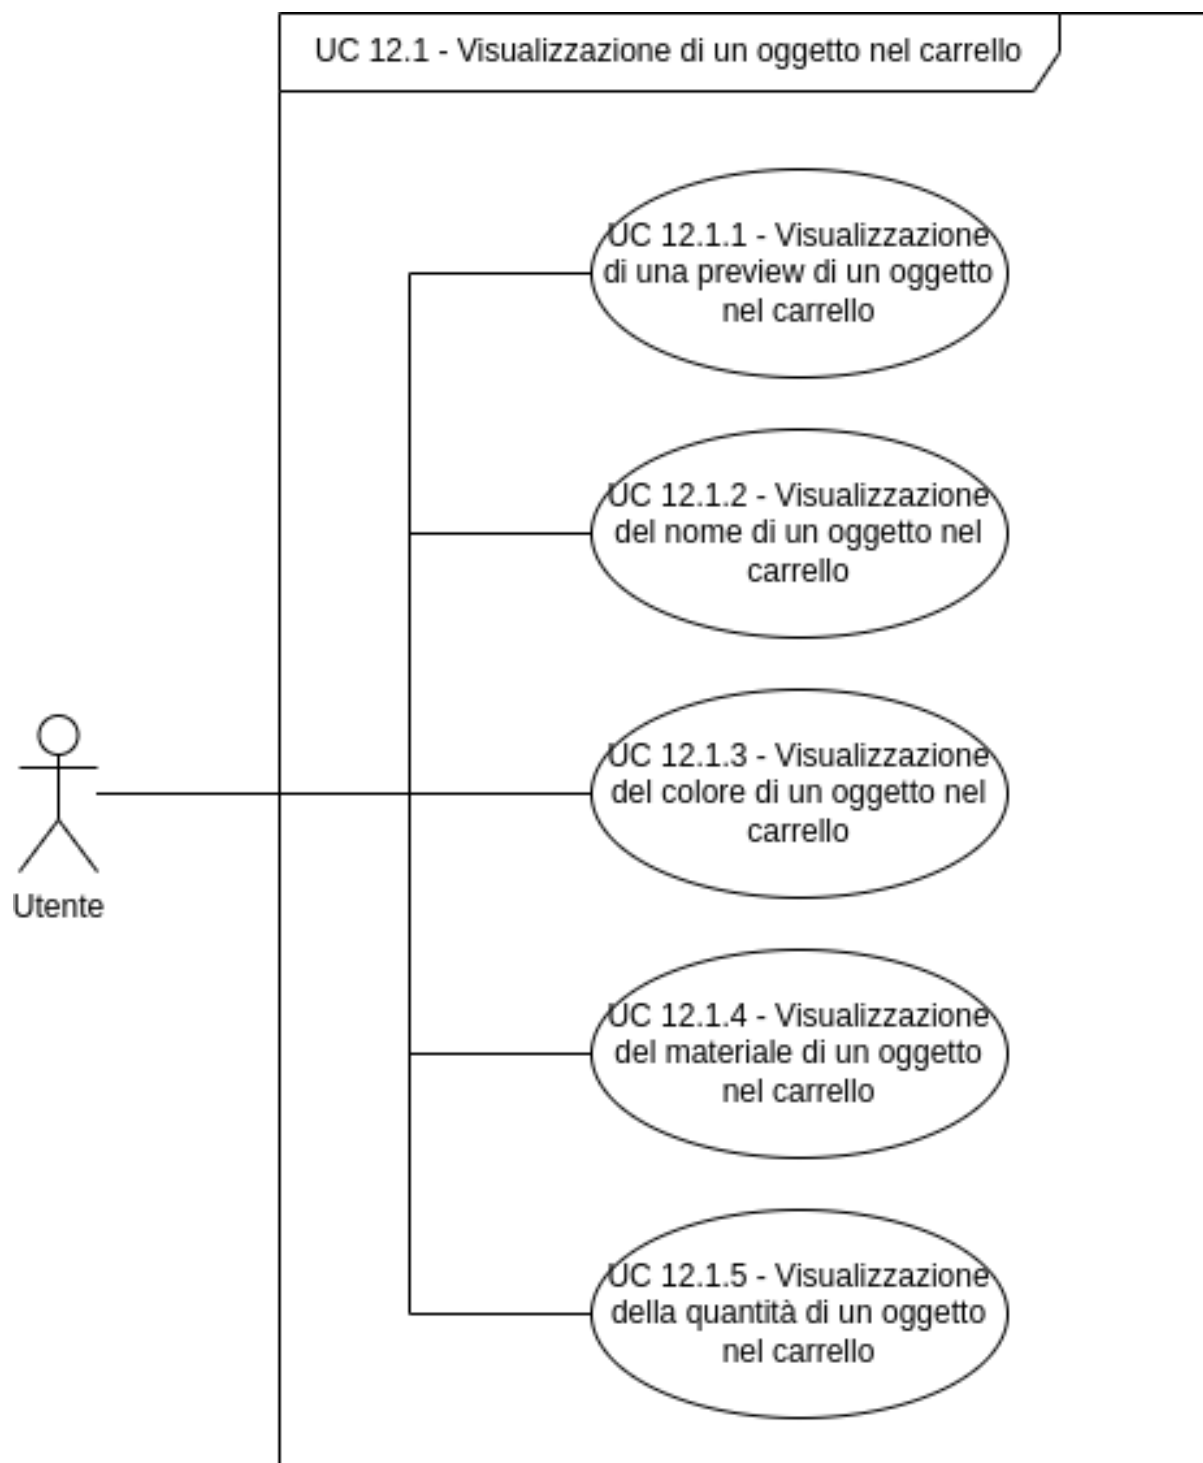 UC 12.1 - Visualizzazione di un oggetto nel carrello
UC 12.1.1 - Visualizzazione
di una preview di un oggetto
nel carrello
UC 12.1.2 - Visualizzazione
del nome di un oggetto nel
carrello
UC 12.1.3 - Visualizzazione
del colore di un oggetto nel
carrello
Utente
UC 12.1.4 - Visualizzazione
del materiale di un oggetto
nel carrello
UC 12.1.5 - Visualizzazione
della quantità di un oggetto
nel carrello